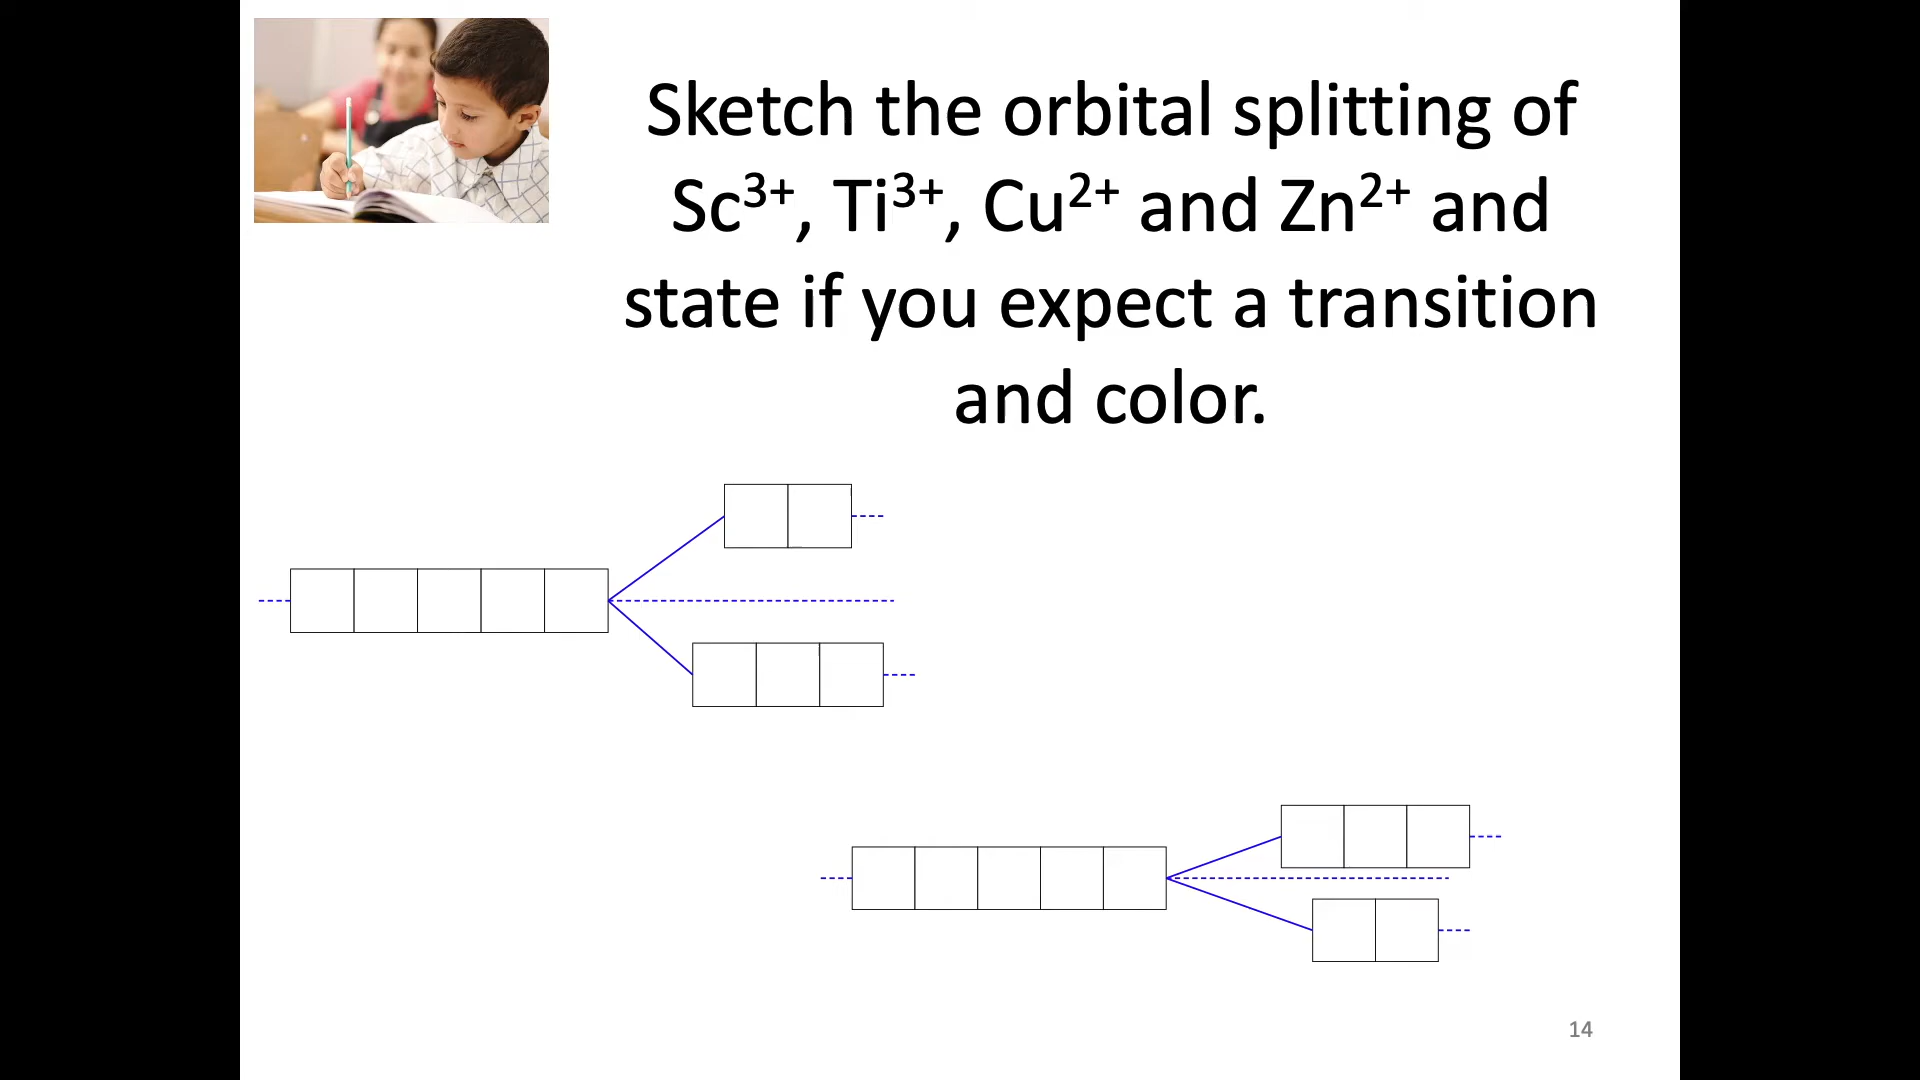 Sketch the orbital splitting of
Sc³⁺, Ti³⁺, Cu²⁺ and Zn²⁺ and
state if you expect a transition
and color.
14